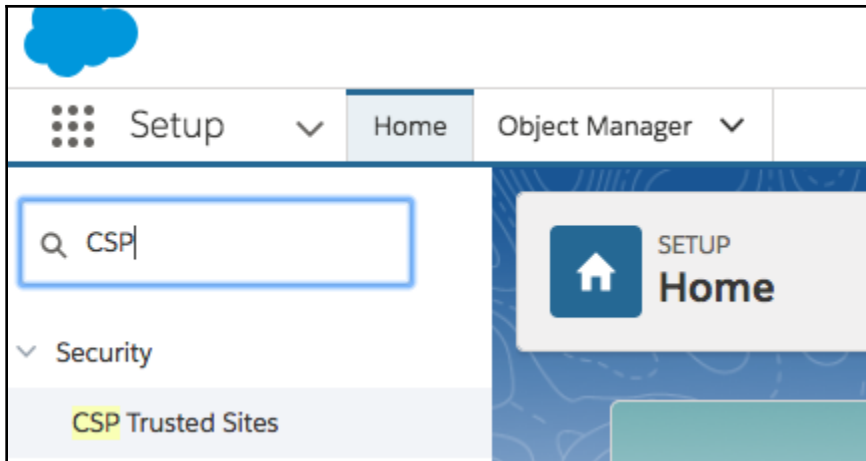 Setup
Home
Object Manager
CSP
SETUP
Home
Security
CSP Trusted Sites